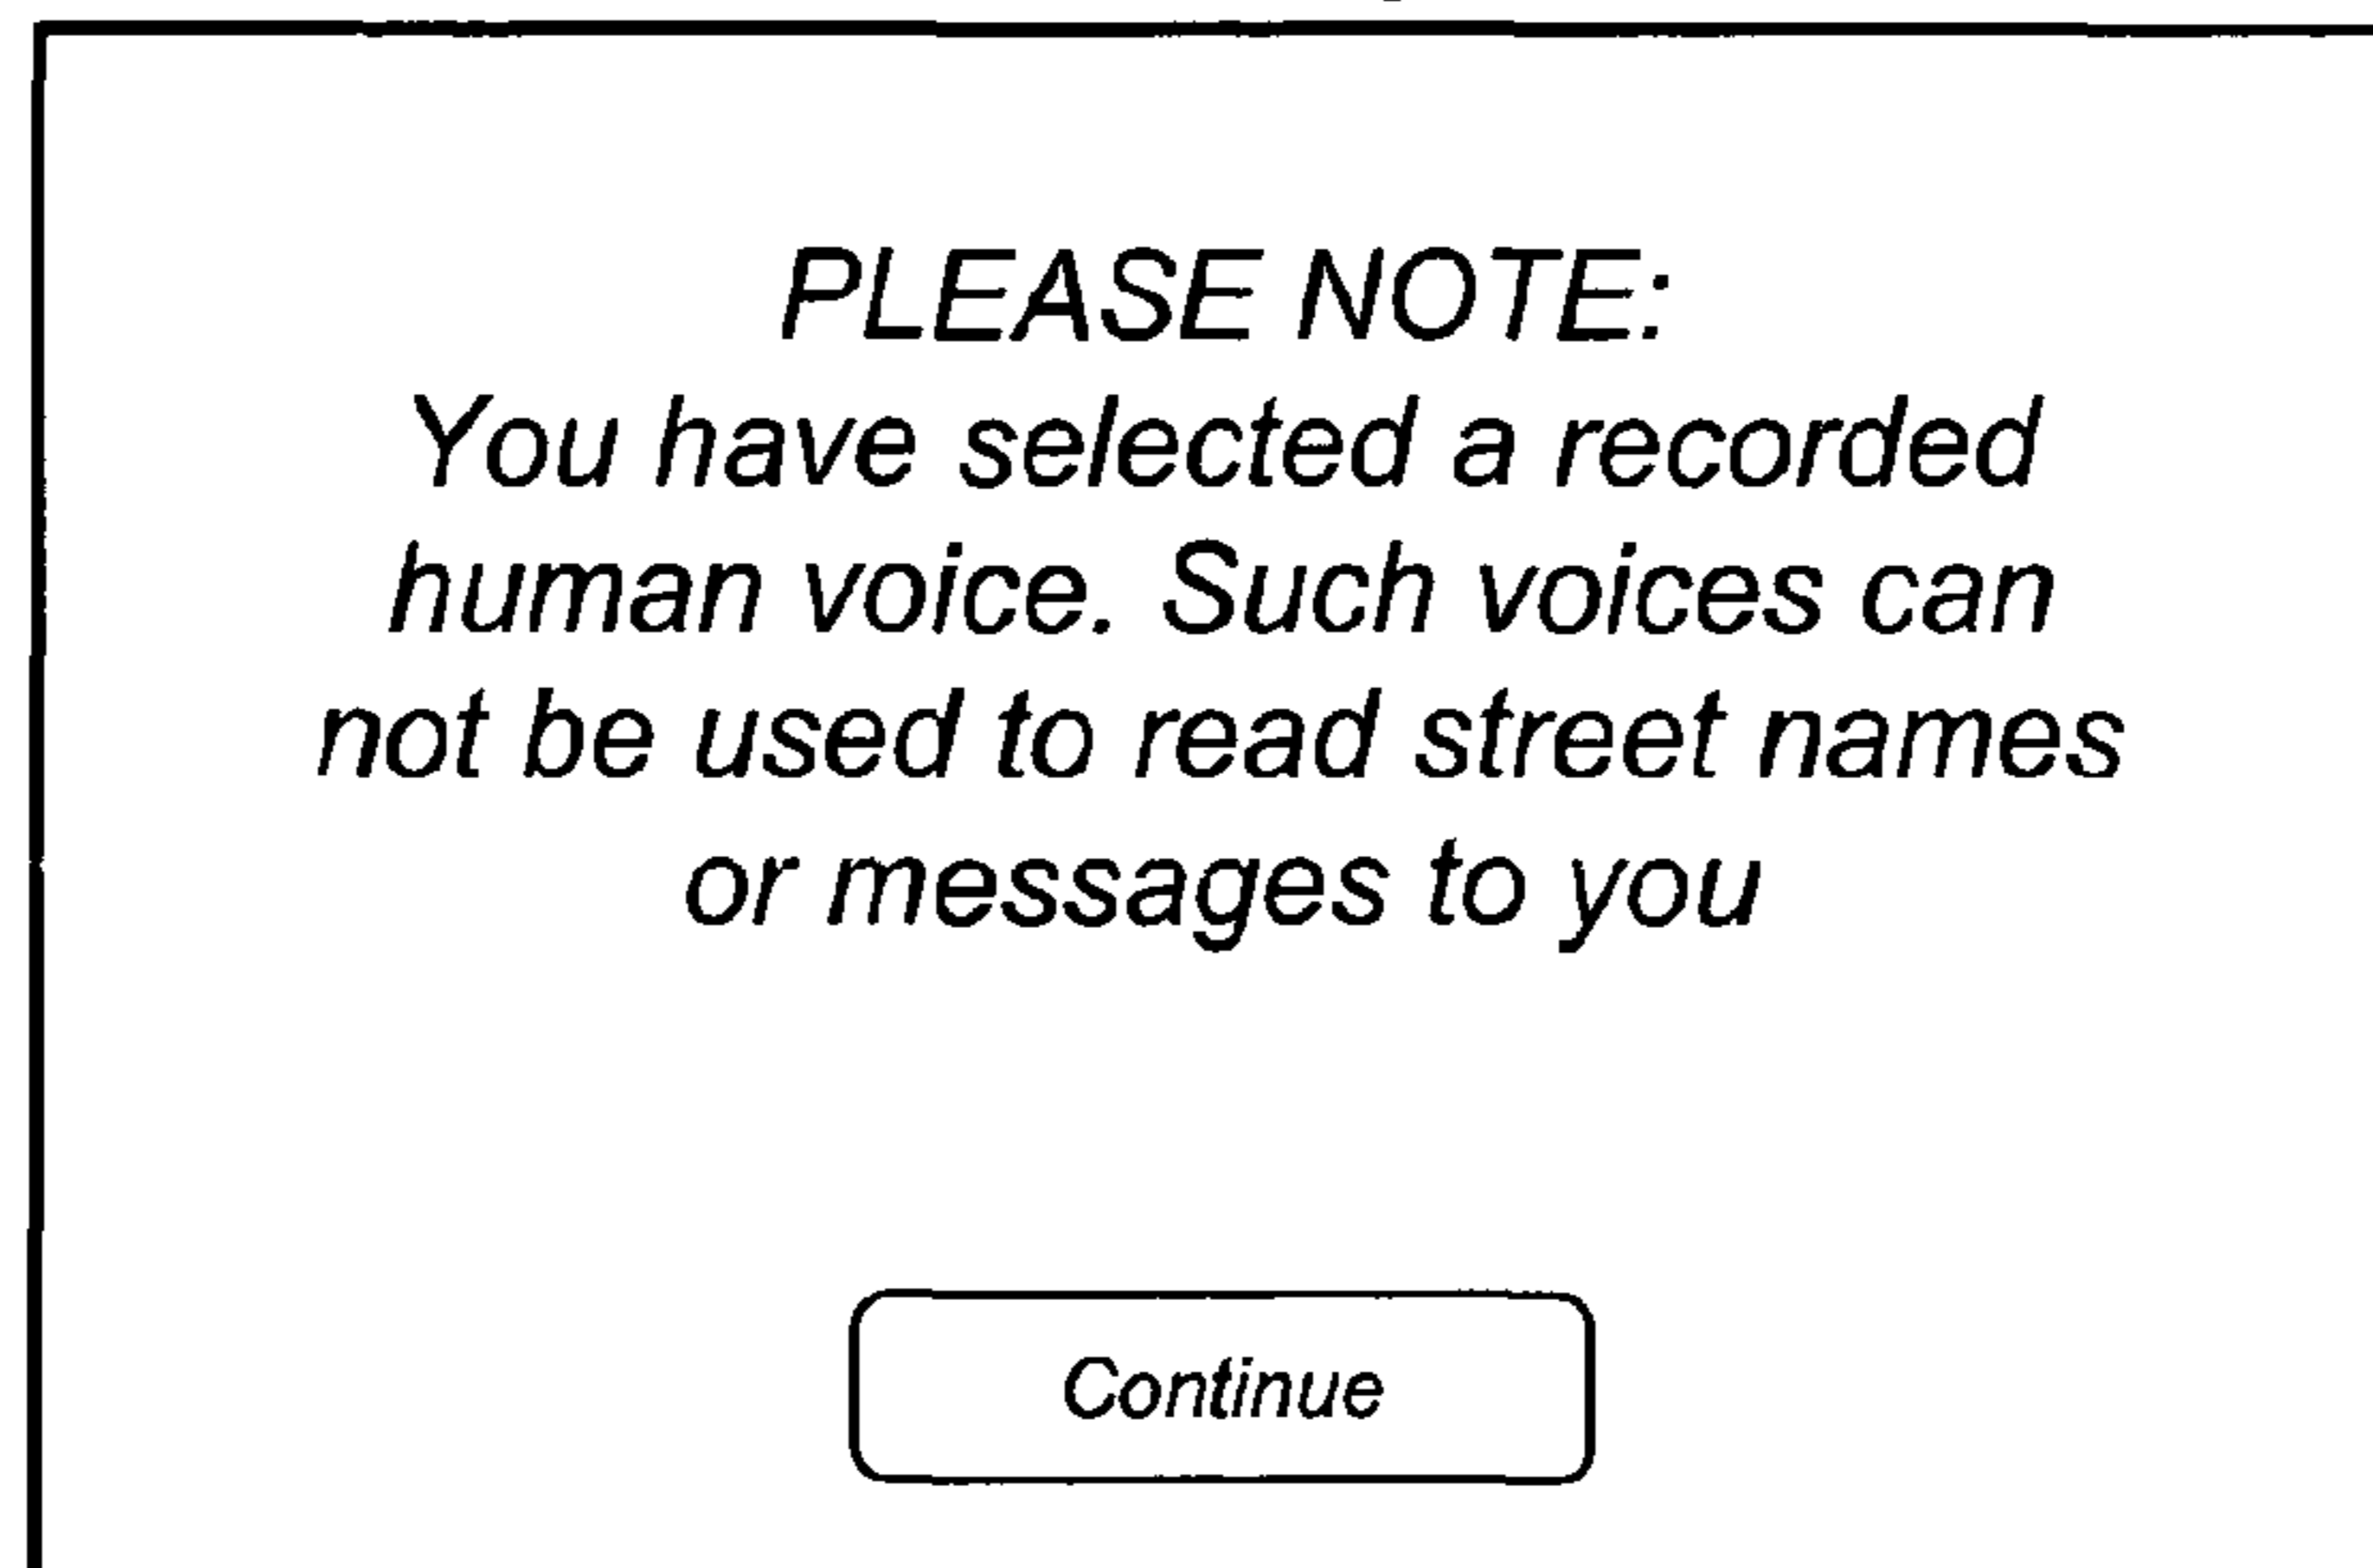 PLEASE NOTE:
You have selected a recorded
human voice. Such voices can
not be used to read street names
or messages to you
Continue